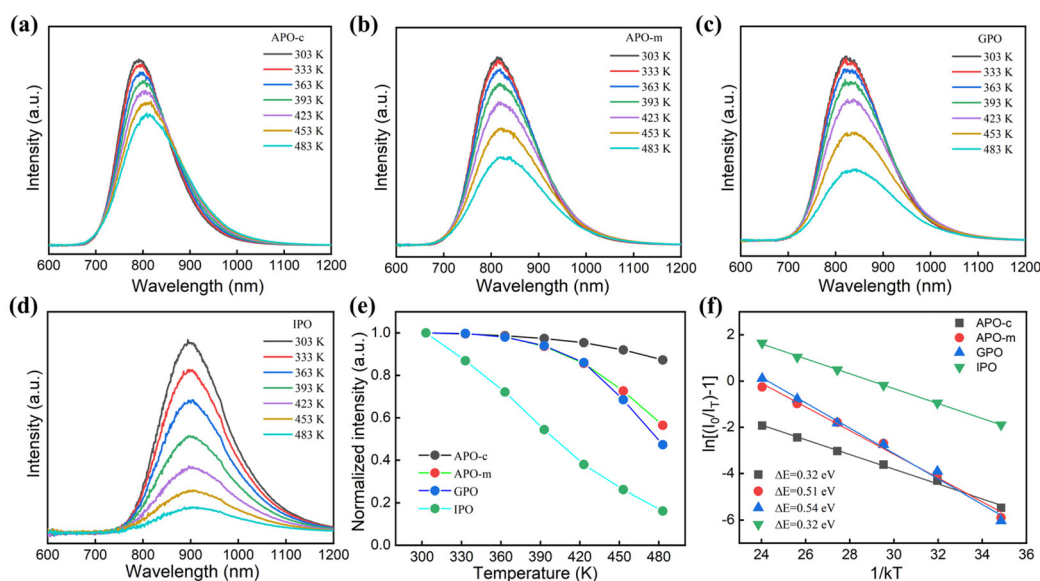 (a)
APO-c
303 K
333 K
363 K
393 K
423 K
453 K
483 K
Intensity (a.u.)
600 700 800 900 1000 1100 1200
Wavelength (nm)
(b)
APO-m
303 K
333 K
363 K
393 K
423 K
453 K
483 K
Intensity (a.u.)
600 700 800 900 1000 1100 1200
Wavelength (nm)
(c)
GPO
303 K
333 K
363 K
393 K
423 K
453 K
483 K
Intensity (a.u.)
600 700 800 900 1000 1100 1200
Wavelength (nm)
(d)
IPO
303 K
333 K
363 K
393 K
423 K
453 K
483 K
Intensity (a.u.)
600 700 800 900 1000 1100 1200
Wavelength (nm)
(e)
Normalized intensity (a.u.)
1.0
0.8
0.6
0.4
0.2
0.0
APO-c
APO-m
GPO
IPO
300 330 360 390 420 450 480
Temperature (K)
(f)
ln[(I₀/I_T)-1]
2
0
-2
-4
-6
APO-c
APO-m
GPO
IPO
ΔE=0.32 eV
ΔE=0.51 eV
ΔE=0.54 eV
ΔE=0.32 eV
24 26 28 30 32 34 36
1/kT